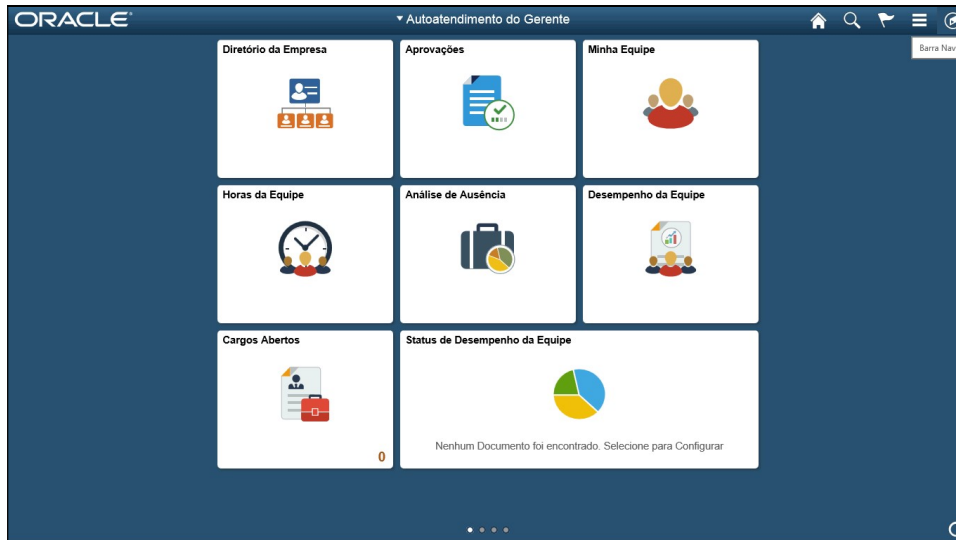 ORACLE
Autoatendimento do Gerente
Barra Nav
Diretório da Empresa
Aprovações
Minha Equipe
Horas da Equipe
Análise de Ausência
Desempenho da Equipe
Cargos Abertos
0
Status de Desempenho da Equipe
Nenhum Documento foi encontrado. Selecione para Configurar